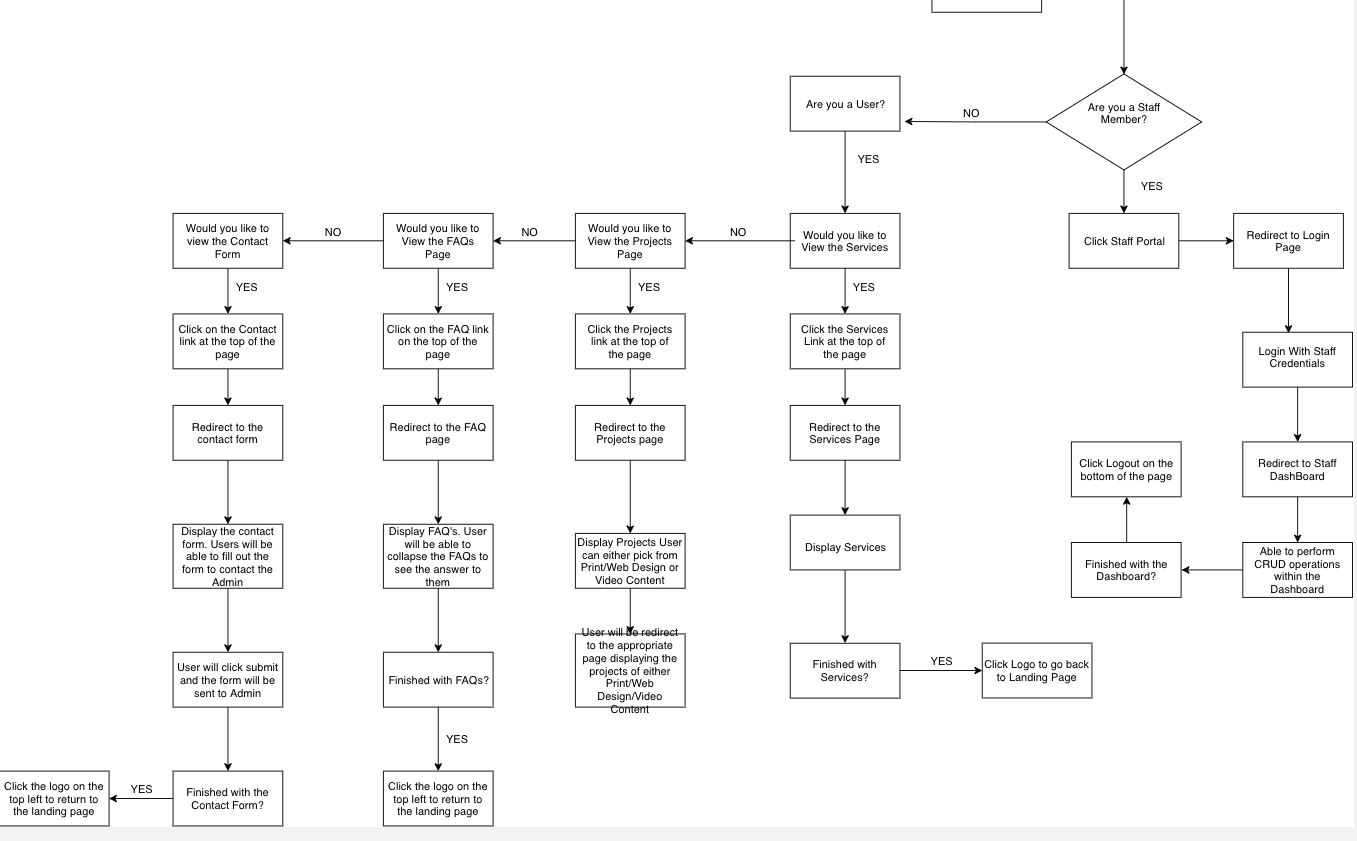 Are you a User?
NO
Are you a Staff
Member?
YES
YES
Would you like to
view the Contact
Form
NO
Would you like to
View the FAQs
Page
NO
Would you like to
View the Projects
Page
NO
Would you like to
View the Services
Click Staff Portal
Redirect to Login
Page
YES
YES
YES
YES
Click on the Contact
link at the top of the
page
Click on the FAQ link
on the top of the
page
Click the Projects
link at the top of
the page
Click the Services
Link at the top of
the page
Login With Staff
Credentials
Redirect to the
contact form
Redirect to the FAQ
page
Redirect to the
Projects page
Redirect to the
Services Page
Click Logout on the
bottom of the page
Redirect to Staff
DashBoard
Display the contact
form. Users will be
able to fill out the
form to contact the
Admin
Display FAQ's. User
will be able to
collapse the FAQs to
see the answer to
them
Display Projects User
can either pick from
Print/Web Design or
Video Content
Display Services
Finished with the
Dashboard?
Able to perform
CRUD operations
within the
Dashboard
User will click submit
and the form will be
sent to Admin
Finished with FAQs?
User will be redirect
to the appropriate
page displaying the
projects of either
Print/Web
Design/Video
Content
Finished with
Services?
YES
Click Logo to go back
to Landing Page
YES
Click the logo on the
top left to return to
the landing page
YES
Finished with the
Contact Form?
Click the logo on the
top left to return to
the landing page